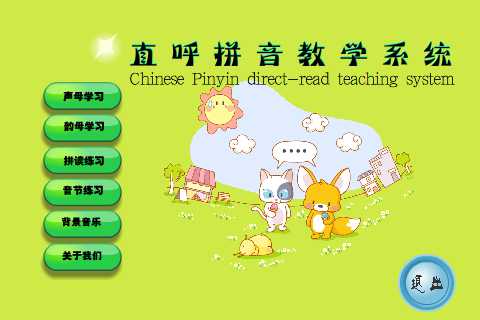 直呼拼音教学系统
Chinese Pinyin direct-read teaching system
声母学习
韵母学习
拼读练习
音节练习
背景音乐
关于我们
退出